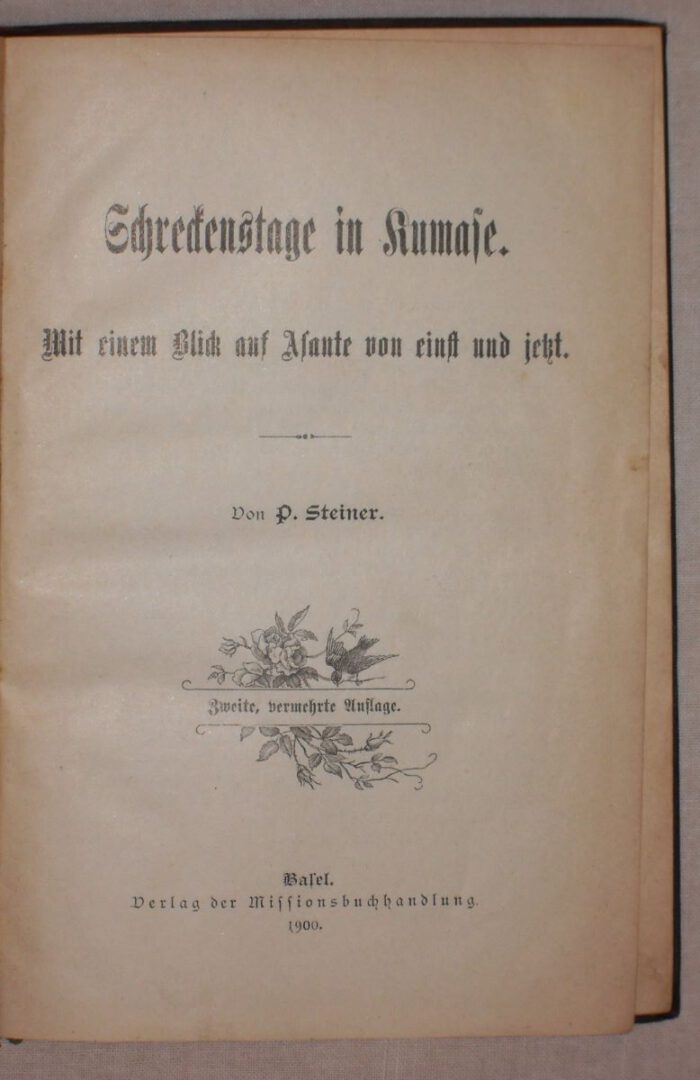 Schreckenstage in Kumase.
Mit einem Blick auf Asante von einst und jetzt.
Von P. Steiner.
Zweite, vermehrte Auflage.
Basel.
Verlag der Missionsbuchhandlung.
1900.